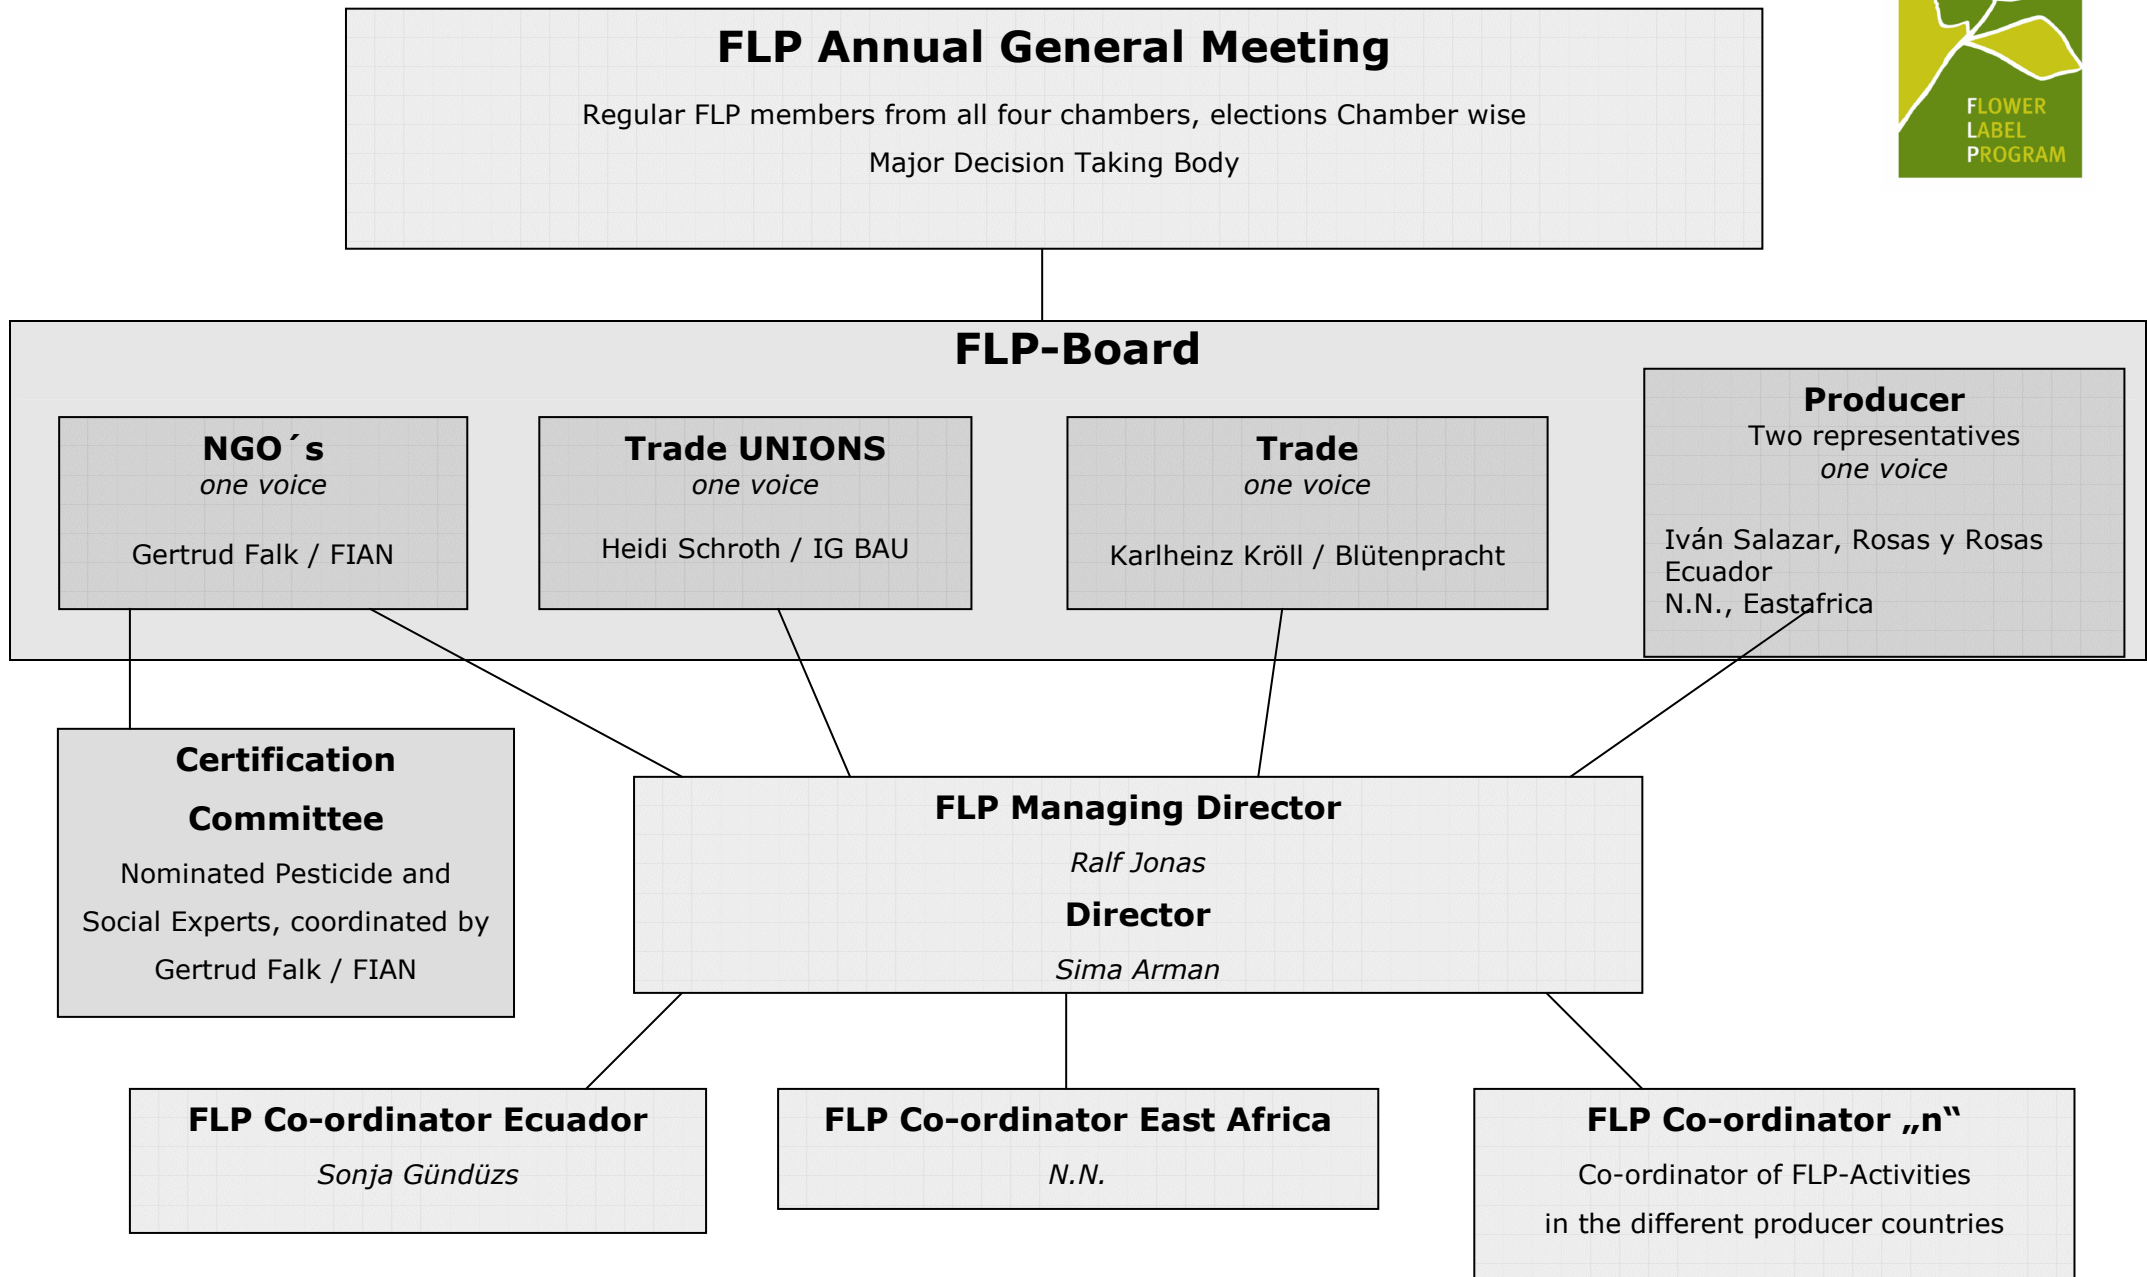 FLP Annual General Meeting
Regular FLP members from all four chambers, elections Chamber wise
Major Decision Taking Body
FLOWER
LABEL
PROGRAM
FLP-Board
NGO´s
one voice
Gertrud Falk / FIAN
Trade UNIONS
one voice
Heidi Schroth / IG BAU
Trade
one voice
Karlheinz Kröll / Blütenpracht
Producer
Two representatives
one voice
Iván Salazar, Rosas y Rosas
Ecuador
N.N., Eastafrica
Certification
Committee
Nominated Pesticide and
Social Experts, coordinated by
Gertrud Falk / FIAN
FLP Managing Director
Ralf Jonas
Director
Sima Arman
FLP Co-ordinator Ecuador
Sonja Gündüzs
FLP Co-ordinator East Africa
N.N.
FLP Co-ordinator „n“
Co-ordinator of FLP-Activities
in the different producer countries